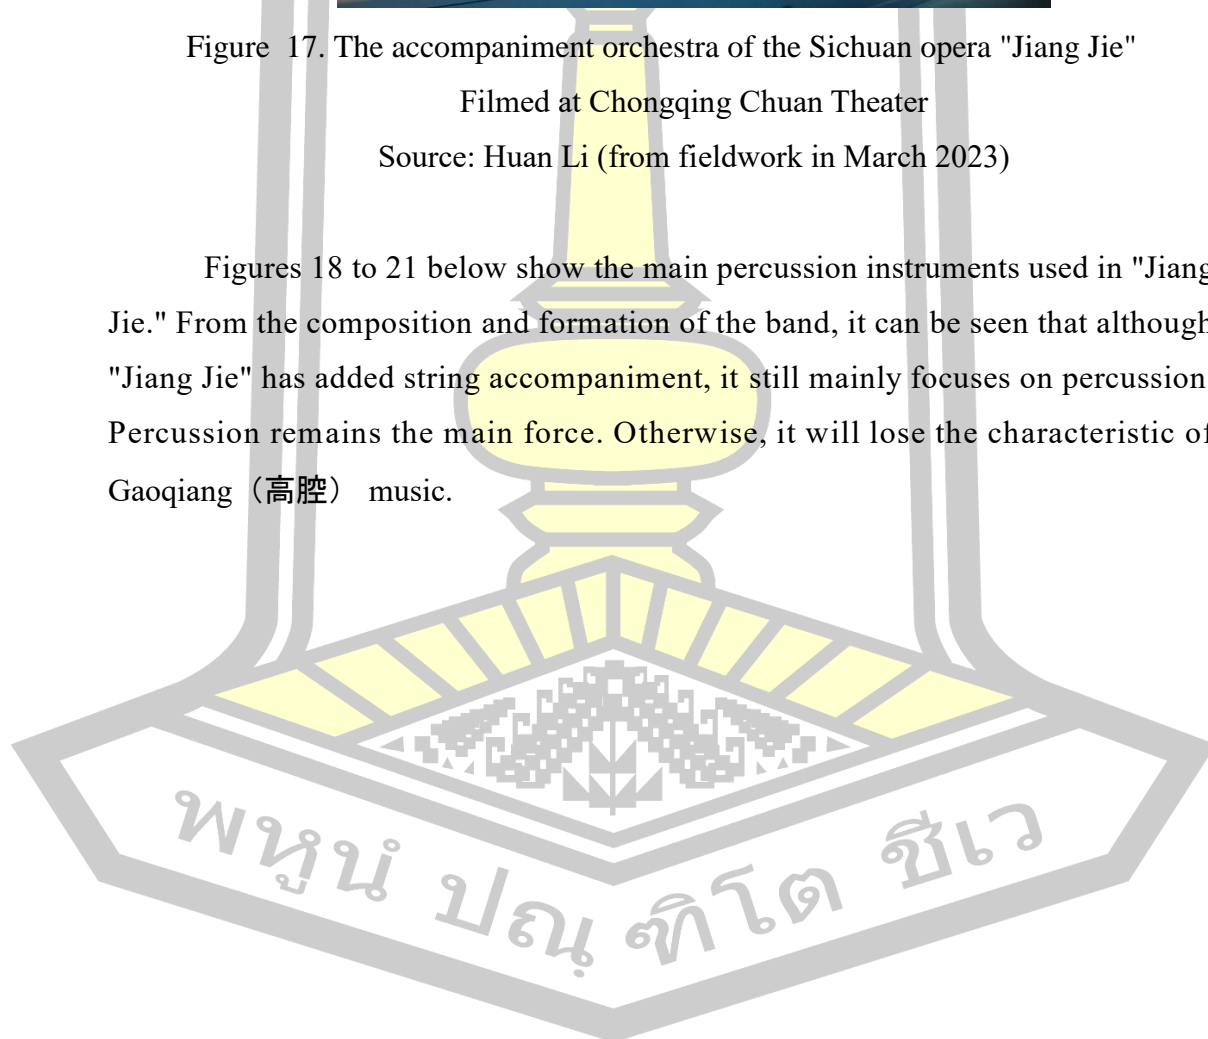 Figure 17. The accompaniment orchestra of the Sichuan opera "Jiang Jie"
Filmed at Chongqing Chuan Theater
Source: Huan Li (from fieldwork in March 2023)
Figures 18 to 21 below show the main percussion instruments used in "Jiang
Jie." From the composition and formation of the band, it can be seen that although
"Jiang Jie" has added string accompaniment, it still mainly focuses on percussion
Percussion remains the main force. Otherwise, it will lose the characteristic of
Gaoqiang（高腔） music.
พหูนํ ปณฺฑิโต ชีเว